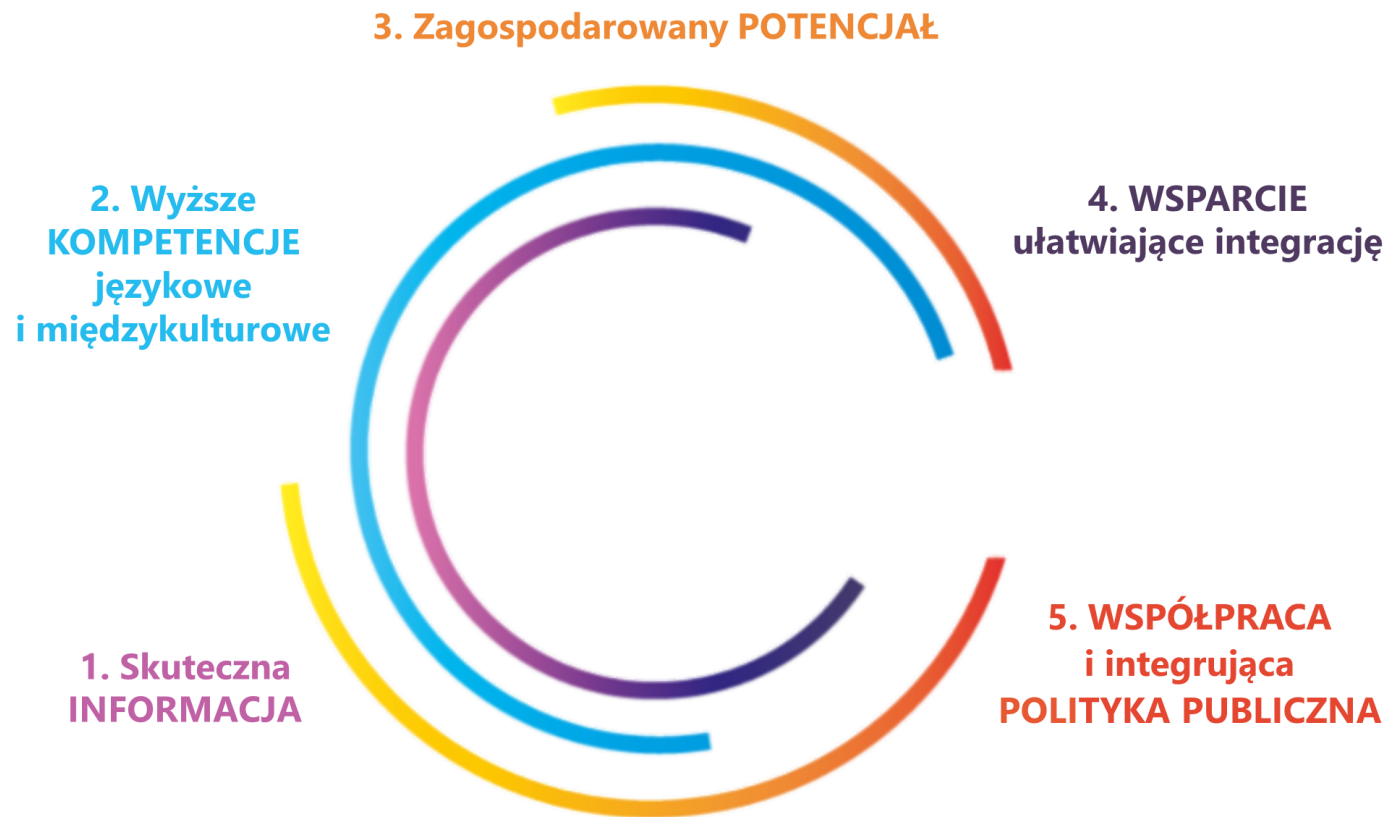 3. Zagospodarowany POTENCJAŁ
2. Wyższe
KOMPETENCJE
językowe
i międzykulturowe
4. WSPARCIE
ułatwiające integrację
1. Skuteczna
INFORMACJA
5. WSPÓŁPRACA
i integrująca
POLITYKA PUBLICZNA